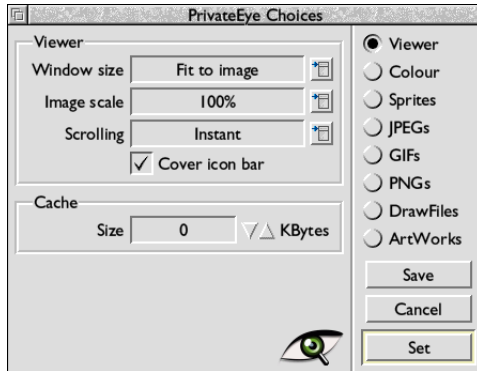 PrivateEye Choices
Viewer
Window size Fit to image
Image scale 100%
Scrolling Instant
Cover icon bar
Cache
Size 0 KBytes
Viewer
Colour
Sprites
JPEGs
GIFs
PNGs
DrawFiles
ArtWorks
Save
Cancel
Set